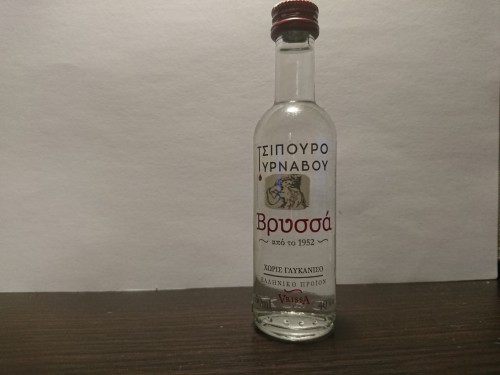 ΤΣΙΠΟΥΡΟ
ΤΥΡΝΑΒΟΥ
Βρυσσά
από το 1952
ΧΩΡΙΣ ΓΛΥΚΑΝΙΣΟ
ΕΛΛΗΝΙΚΟ ΠΡΟΪΟΝ